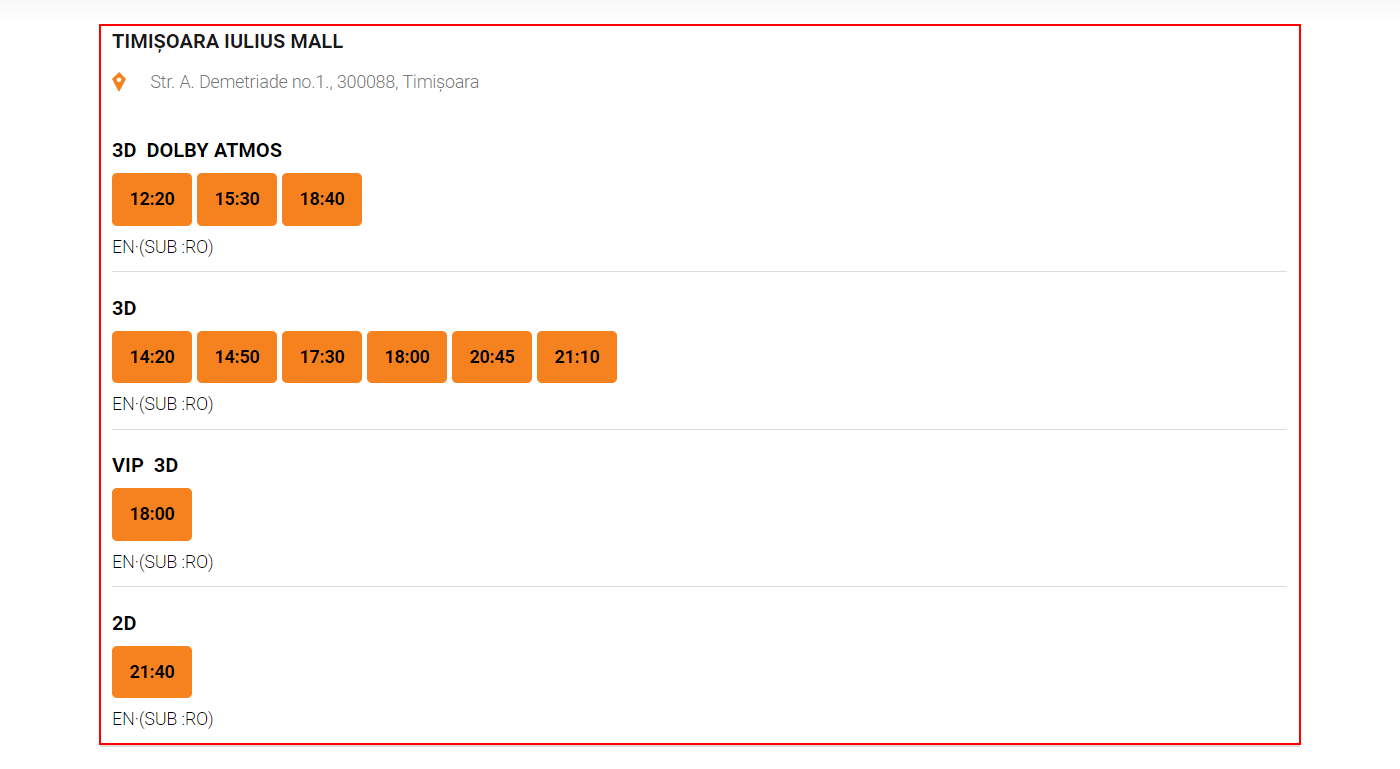 TIMIȘOARA IULIUS MALL
Str. A. Demetriade no.1., 300088, Timișoara
3D DOLBY ATMOS
12:20 15:30 18:40
EN·(SUB :RO)
3D
14:20 14:50 17:30 18:00 20:45 21:10
EN·(SUB :RO)
VIP 3D
18:00
EN·(SUB :RO)
2D
21:40
EN·(SUB :RO)